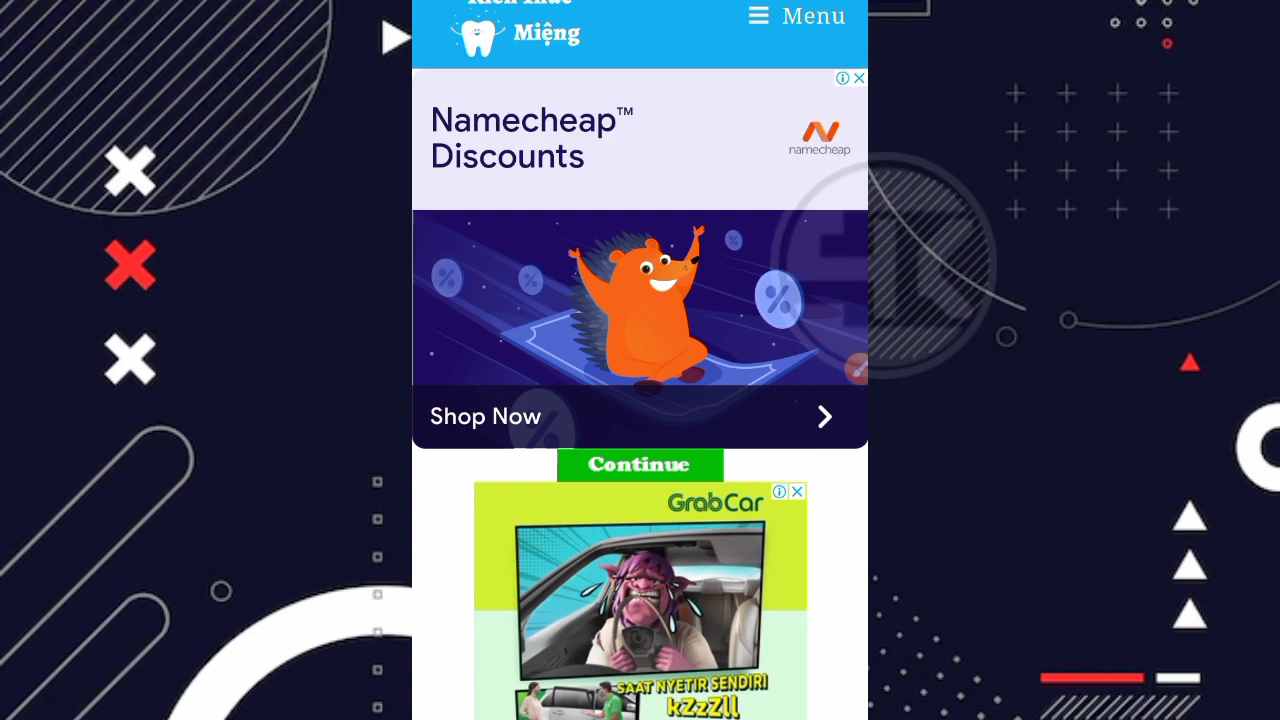 Miệng
Menu
Namecheap™
Discounts
namecheap
Shop Now
Continue
GrabCar
SAAT NYETIR SENDIRI
kZzZll